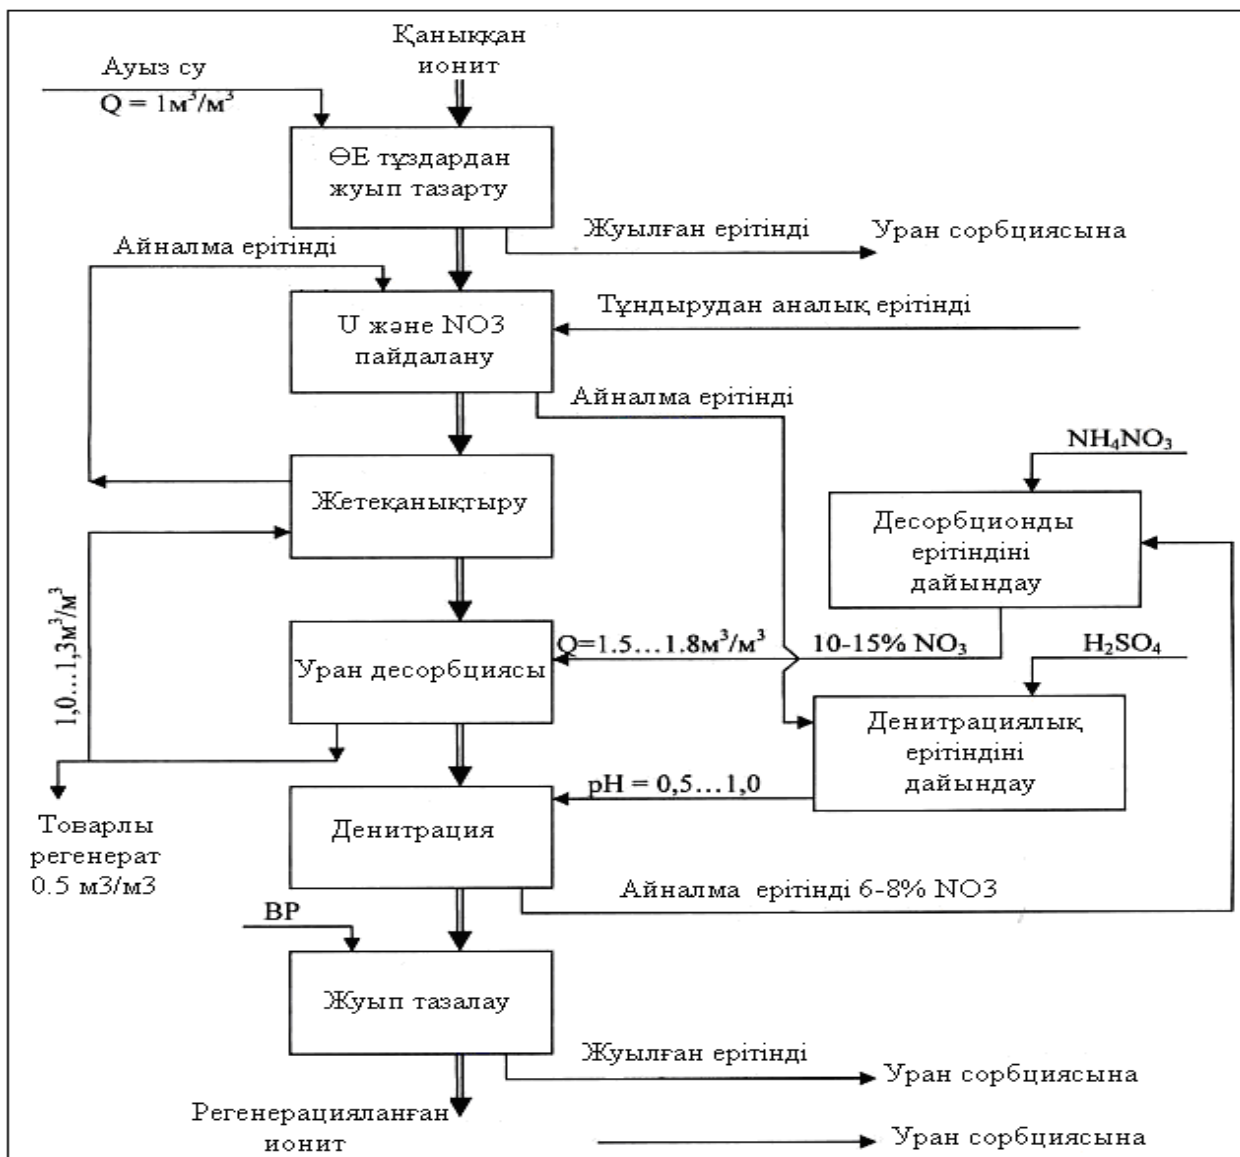 Қаныққан
ионит
Ауыз су
Q = 1м³/м³
ӨЕ тұздардан
жуып тазарту
Жуылған ерітінді
Уран сорбциясына
Айналма ерітінді
U және NO3
пайдалану
Тұндырудан аналық ерітінді
Айналма ерітінді
NH₄NO₃
Жетеқанықтыру
Десорбционды
ерітіндіні
дайындау
1,0...1,3м³/м³
Уран десорбциясы
Q=1.5...1.8м³/м³
10-15% NO₃
H₂SO₄
Денитрациялық
ерітіндіні
дайындау
pH = 0,5...1,0
Товарлы
регенерат
0.5 м3/м3
Денитрация
Айналма ерітінді 6-8% NO3
ВР
Жуып тазалау
Жуылған ерітінді
Уран сорбциясына
Регенерацияланған
ионит
Уран сорбциясына